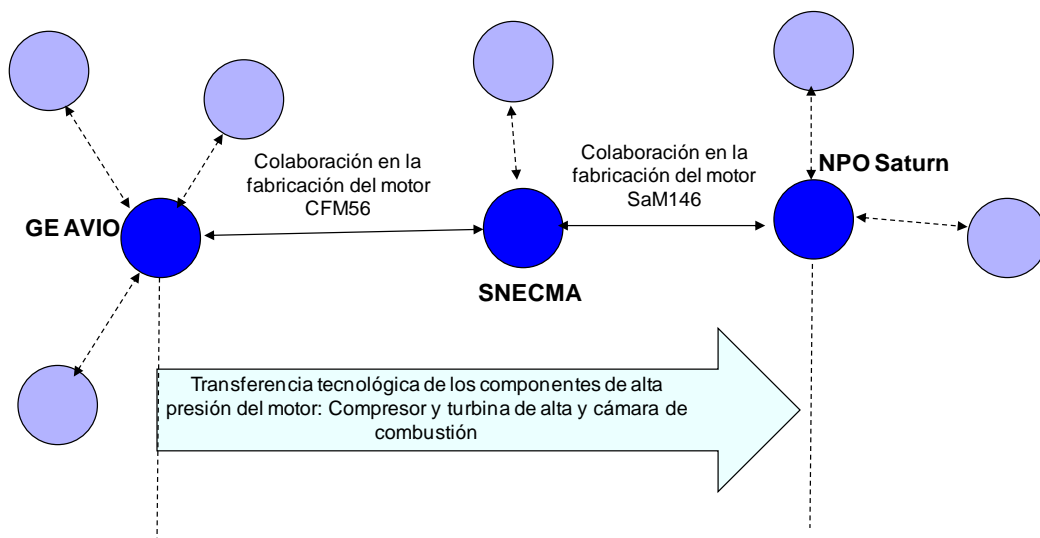 Colaboración en la
fabricación del motor
CFM56
Colaboración en la
fabricación del motor
SaM146
NPO Saturn
GE AVIO
SNECMA
Transferencia tecnológica de los componentes de alta
presión del motor: Compresor y turbina de alta y cámara de
combustión